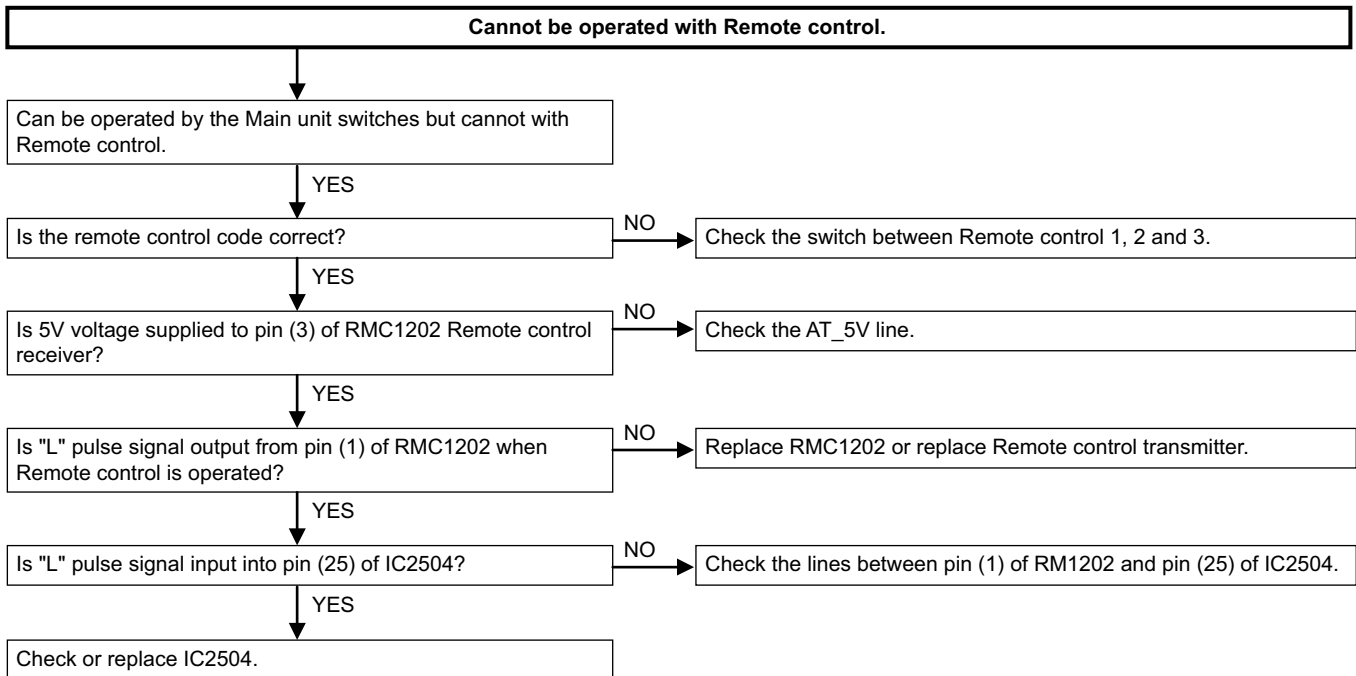 Cannot be operated with Remote control.
Can be operated by the Main unit switches but cannot with
Remote control.
YES
Is the remote control code correct?
NO
Check the switch between Remote control 1, 2 and 3.
YES
Is 5V voltage supplied to pin (3) of RMC1202 Remote control
receiver?
NO
Check the AT_5V line.
YES
Is "L" pulse signal output from pin (1) of RMC1202 when
Remote control is operated?
NO
Replace RMC1202 or replace Remote control transmitter.
YES
Is "L" pulse signal input into pin (25) of IC2504?
NO
Check the lines between pin (1) of RM1202 and pin (25) of IC2504.
YES
Check or replace IC2504.